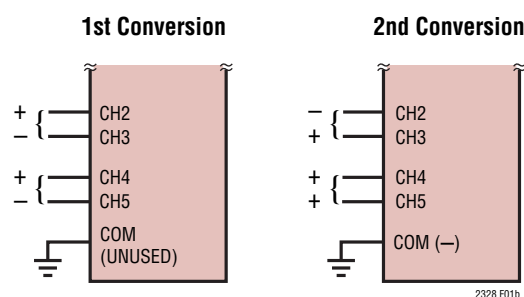 1st Conversion
+ { CH2
– CH3
+ { CH4
– CH5
COM
(UNUSED)
2nd Conversion
– { CH2
+ CH3
+ { CH4
+ CH5
COM (–)
2328 F01b